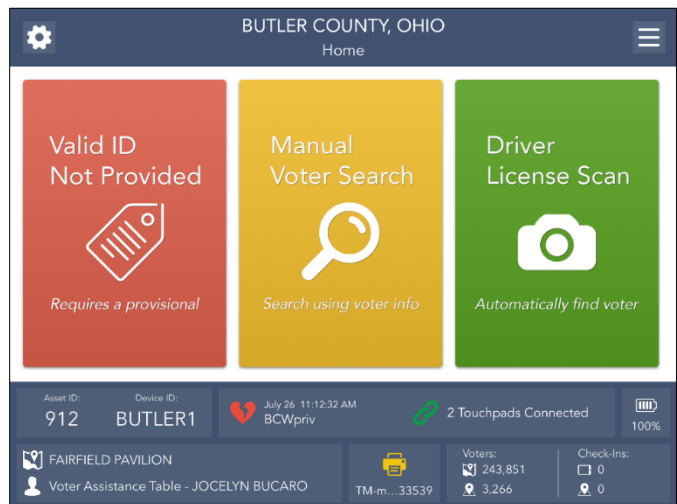 BUTLER COUNTY, OHIO
Home
Valid ID
Not Provided
Requires a provisional
Manual
Voter Search
Search using voter info
Driver
License Scan
Automatically find voter
Asset ID:
912
Device ID:
BUTLER1
July 26 11:12:32 AM
BCWpriv
2 Touchpads Connected
100%
FAIRFIELD PAVILION
Voter Assistance Table - JOCELYN BUCARO
TM-m...33539
Voters:
243,851
3,266
Check-Ins:
0
0